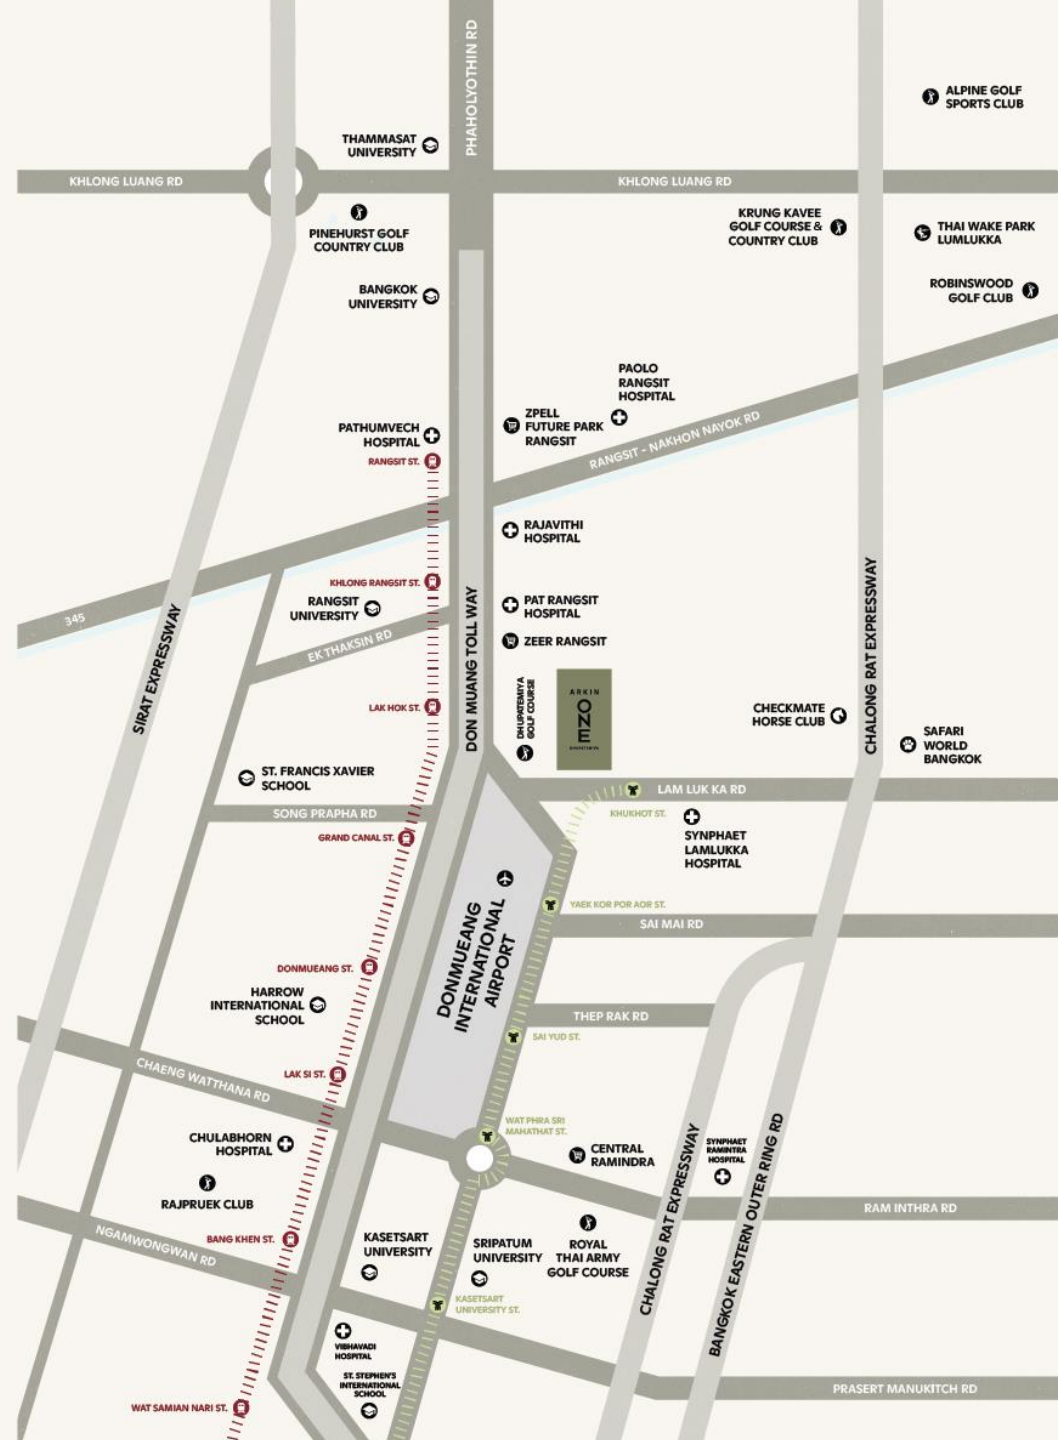 PHAHOLYOTHIN RD
ALPINE GOLF
SPORTS CLUB
THAMMASAT
UNIVERSITY
KHLONG LUANG RD
KHLONG LUANG RD
PINEHURST GOLF
COUNTRY CLUB
KRUNG KAVEE
GOLF COURSE &
COUNTRY CLUB
THAI WAKE PARK
LUMLUKKA
ROBINSWOOD
GOLF CLUB
BANGKOK
UNIVERSITY
PAOLO
RANGSIT
HOSPITAL
ZPELL
FUTURE PARK
RANGSIT
PATHUMVECH
HOSPITAL
RANGSIT ST.
RANGSIT - NAKHON NAYOK RD
RAJAVITHI
HOSPITAL
KHLONG RANGSIT ST.
RANGSIT
UNIVERSITY
345
EK THAKSIN RD
PAT RANGSIT
HOSPITAL
ZEER RANGSIT
SIRAT EXPRESSWAY
DON MUANG TOLL WAY
CHALONG RAT EXPRESSWAY
LAK HOK ST.
DHUPATEMIYA
GOLF COURSE
ARKIN
ONE
CHECKMATE
HORSE CLUB
SAFARI
WORLD
BANGKOK
ST. FRANCIS XAVIER
SCHOOL
SONG PRAPHA RD
LAM LUK KA RD
KHUKHOT ST.
GRAND CANAL ST.
SYNPHAET
LAMLUKKA
HOSPITAL
DONMUEANG
INTERNATIONAL
AIRPORT
YAEK KOR POR AOR ST.
SAI MAI RD
DONMUEANG ST.
HARROW
INTERNATIONAL
SCHOOL
THEP RAK RD
SAI YUD ST.
CHAENG WATTHANA RD
LAK SI ST.
WAT PHRA SRI
MAHATHAT ST.
CHULABHORN
HOSPITAL
CENTRAL
RAMINDRA
SYNPHAET
RAMINTRA
HOSPITAL
RAJPRUEK CLUB
RAM INTHRA RD
CHALONG RAT EXPRESSWAY
BANGKOK EASTERN OUTER RING RD
NGAMWONGWAN RD
BANG KHEN ST.
KASETSART
UNIVERSITY
SRIPATUM
UNIVERSITY
ROYAL
THAI ARMY
GOLF COURSE
KASETSART
UNIVERSITY ST.
VIBHAVADI
HOSPITAL
ST. STEPHEN'S
INTERNATIONAL
SCHOOL
PRASERT MANUKITCH RD
WAT SAMIAN NARI ST.